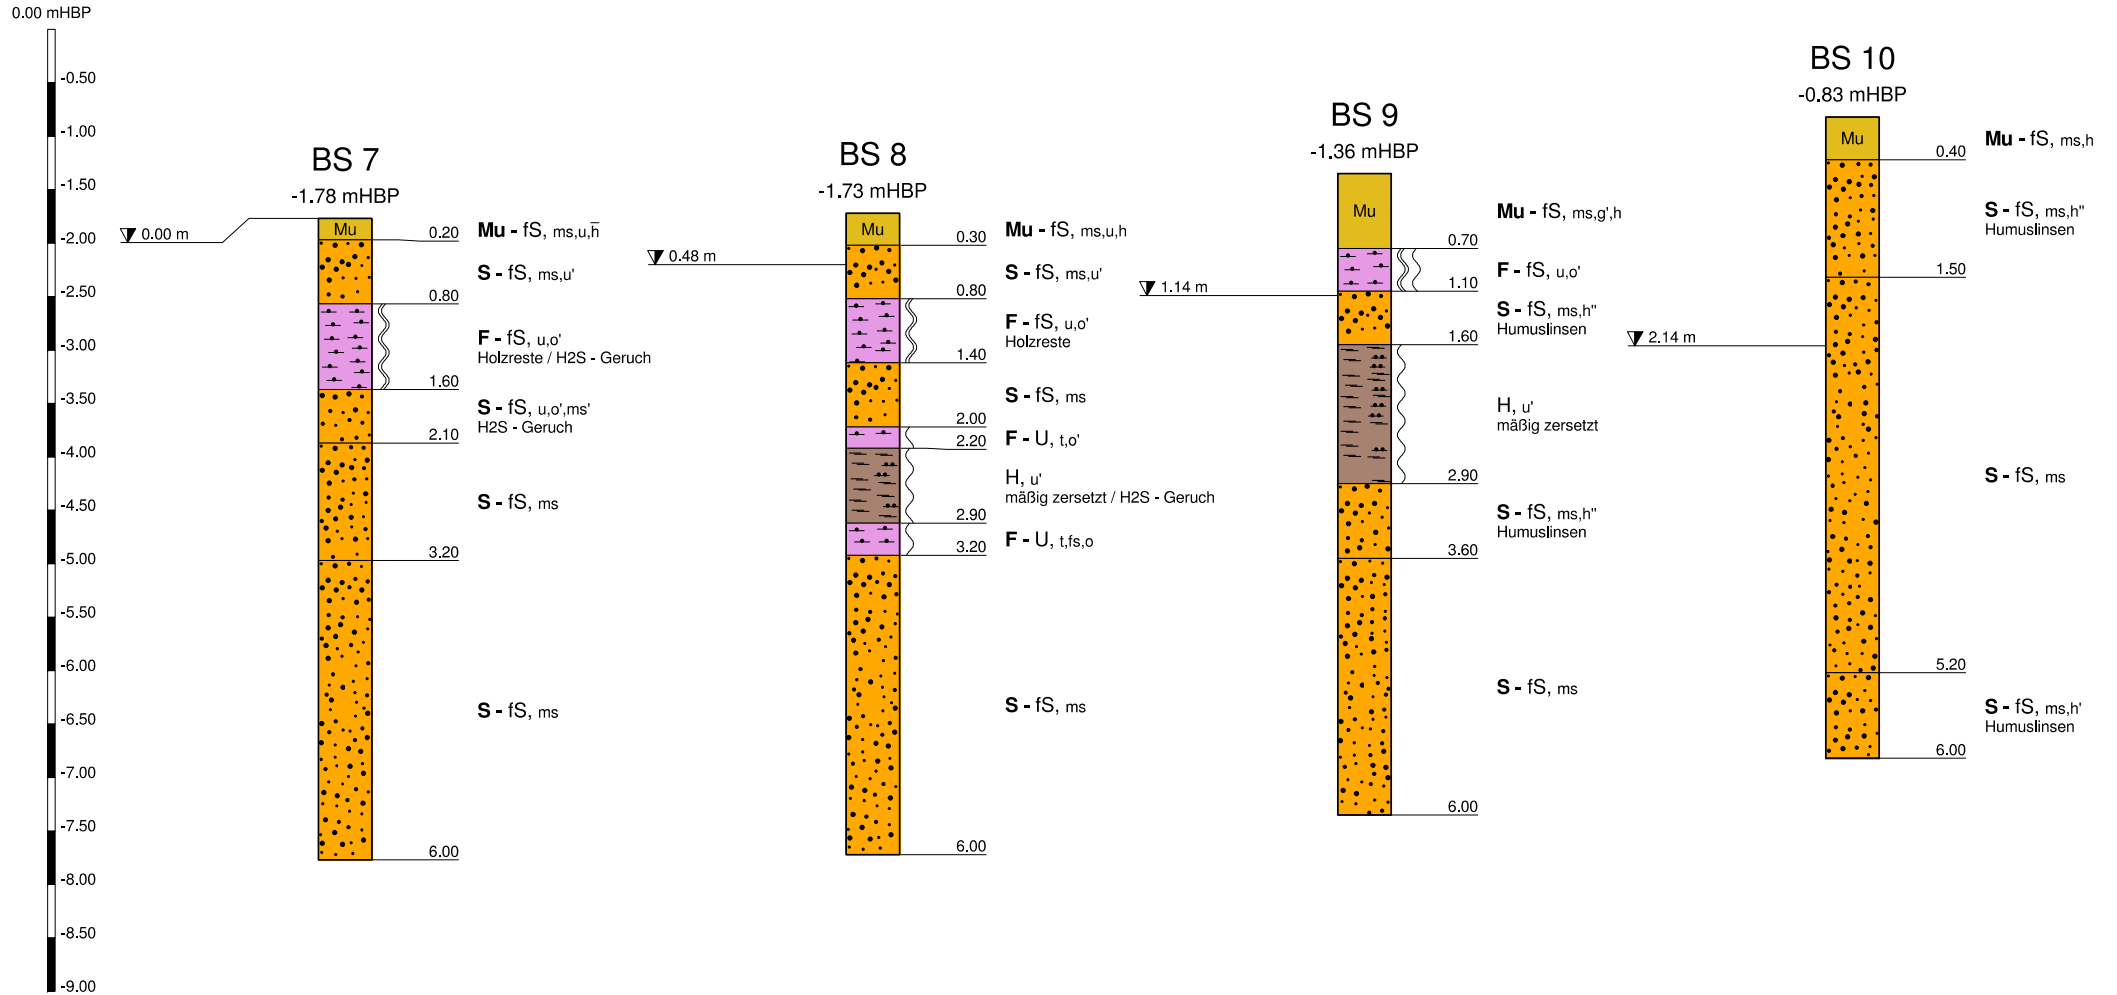 0.00 mHBP
-0.50
-1.00
-1.50
-2.00
-2.50
-3.00
-3.50
-4.00
-4.50
-5.00
-5.50
-6.00
-6.50
-7.00
-7.50
-8.00
-8.50
-9.00
BS 7
-1.78 mHBP
0.00 m
Mu
0.20
Mu - fS, ms,u,h̅
S - fS, ms,u'
0.80
F - fS, u,o'
Holzreste / H2S - Geruch
1.60
S - fS, u,o',ms'
H2S - Geruch
2.10
S - fS, ms
3.20
S - fS, ms
6.00
BS 8
-1.73 mHBP
0.48 m
Mu
0.30
Mu - fS, ms,u,h
S - fS, ms,u'
0.80
F - fS, u,o'
Holzreste
1.40
S - fS, ms
2.00
F - U, t,o'
2.20
H, u'
mäßig zersetzt / H2S - Geruch
2.90
F - U, t,fs,o
3.20
S - fS, ms
6.00
BS 9
-1.36 mHBP
1.14 m
Mu
Mu - fS, ms,g',h
0.70
F - fS, u,o'
1.10
S - fS, ms,h''
Humuslinsen
1.60
H, u'
mäßig zersetzt
2.90
S - fS, ms,h''
Humuslinsen
3.60
S - fS, ms
6.00
BS 10
-0.83 mHBP
2.14 m
Mu
Mu - fS, ms,h
0.40
S - fS, ms,h''
Humuslinsen
1.50
S - fS, ms
5.20
S - fS, ms,h'
Humuslinsen
6.00